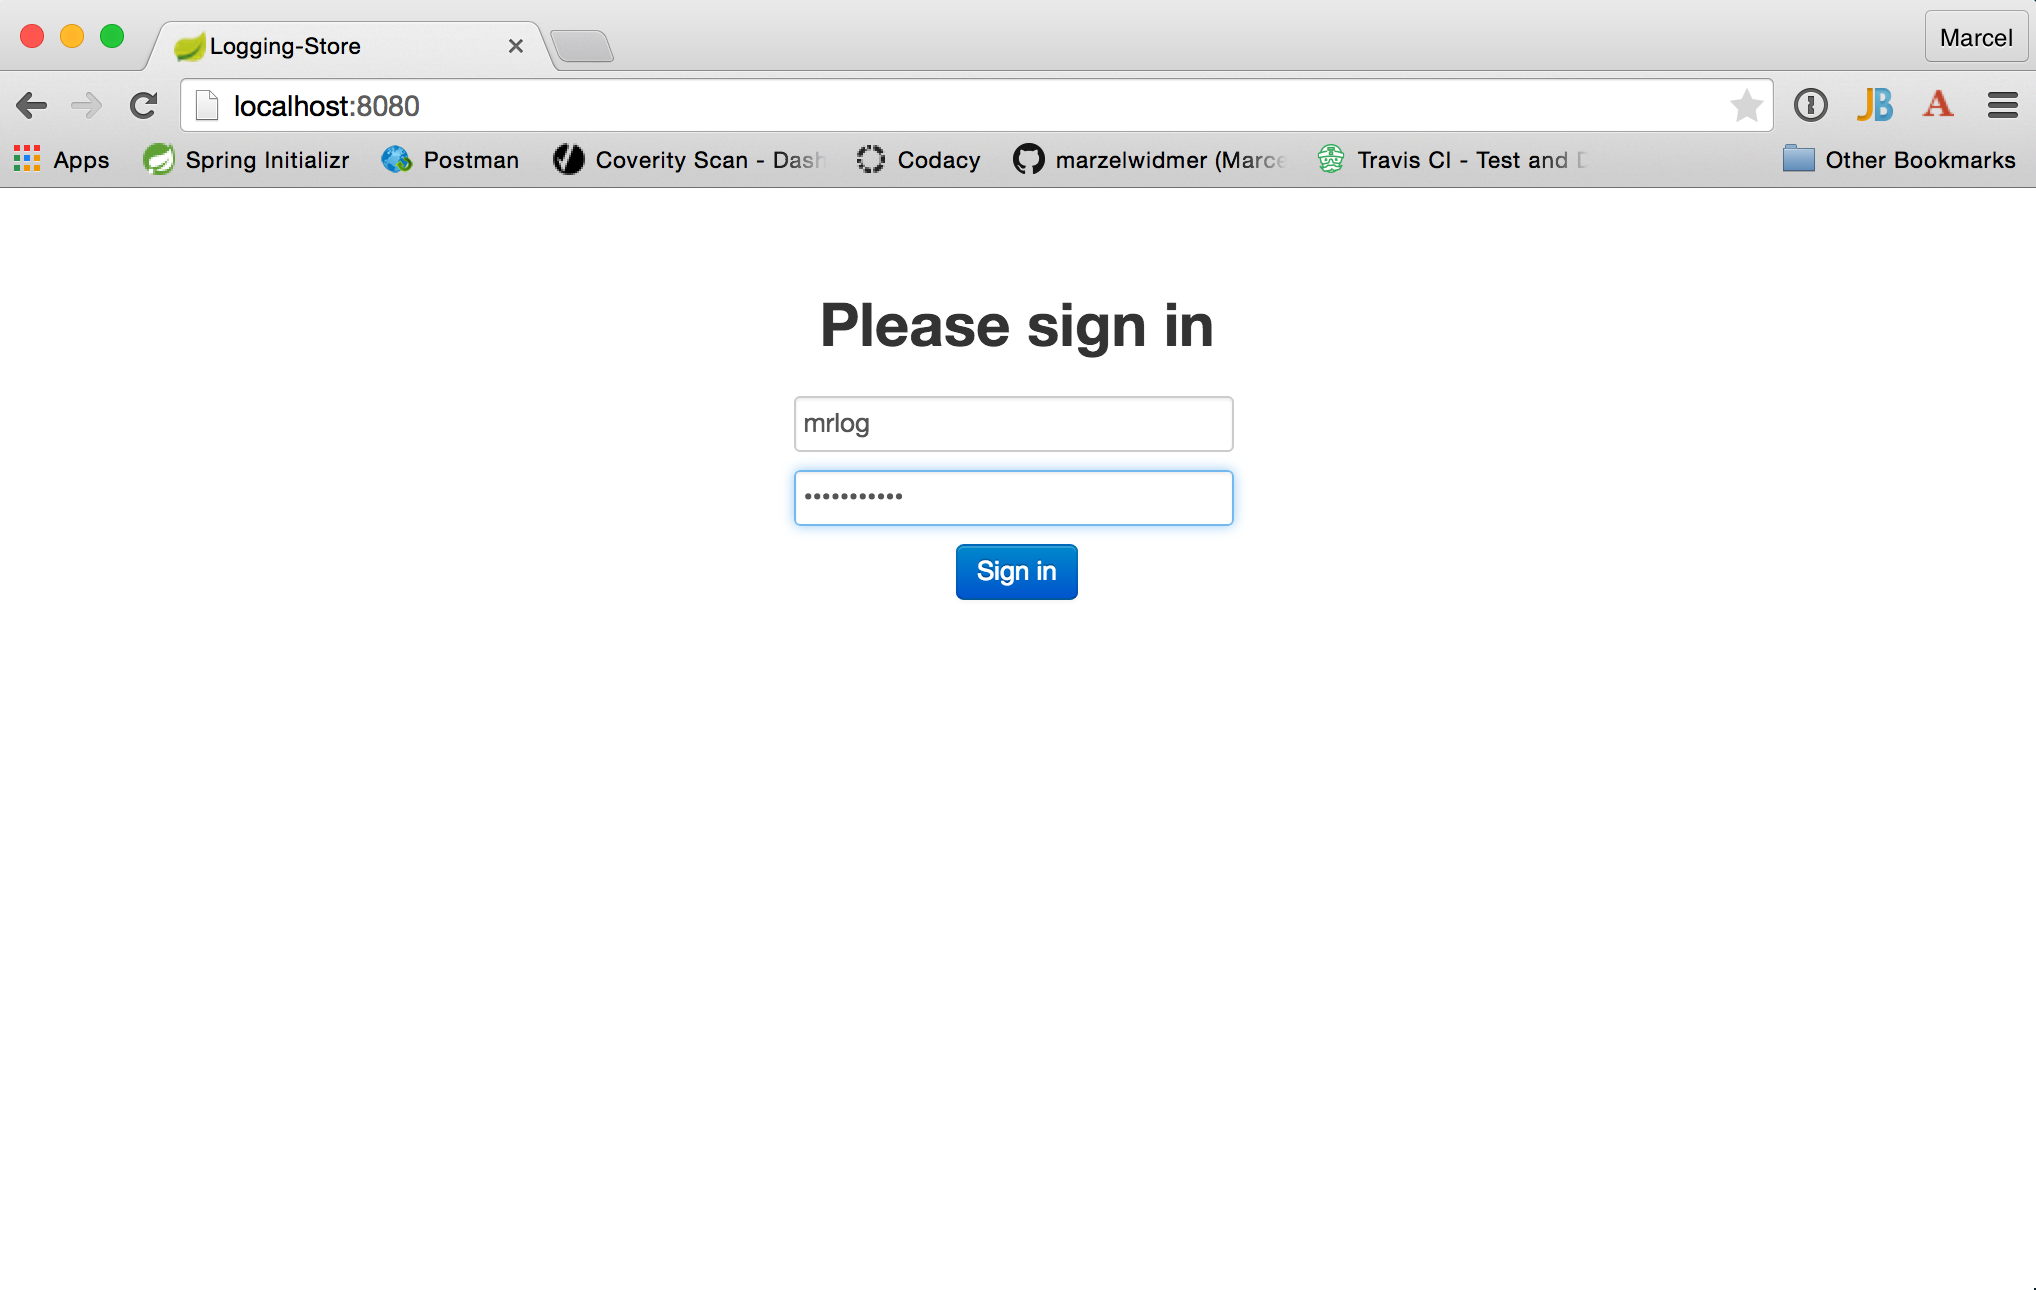 Logging-Store
Marcel
localhost:8080
JB A
Apps Spring Initializr Postman Coverity Scan - Dash Codacy marzelwidmer (Marce Travis CI - Test and D Other Bookmarks
Please sign in
mrlog
•••••••••••
Sign in